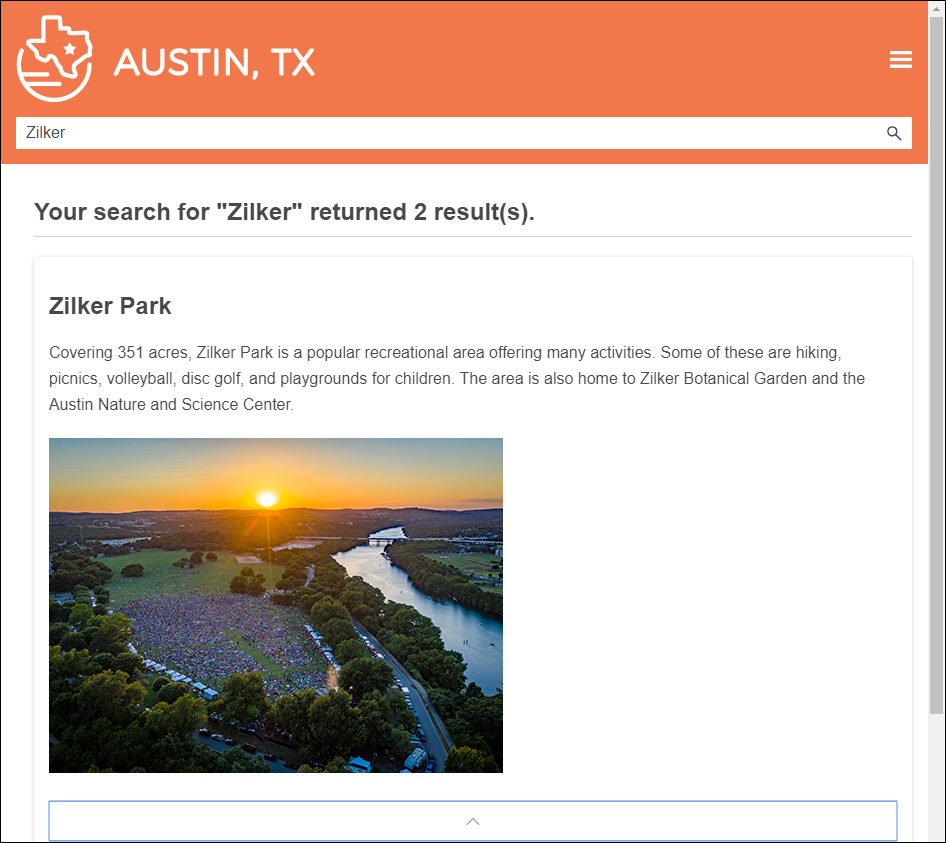 AUSTIN, TX
Zilker
Your search for "Zilker" returned 2 result(s).
Zilker Park
Covering 351 acres, Zilker Park is a popular recreational area offering many activities. Some of these are hiking,
picnics, volleyball, disc golf, and playgrounds for children. The area is also home to Zilker Botanical Garden and the
Austin Nature and Science Center.